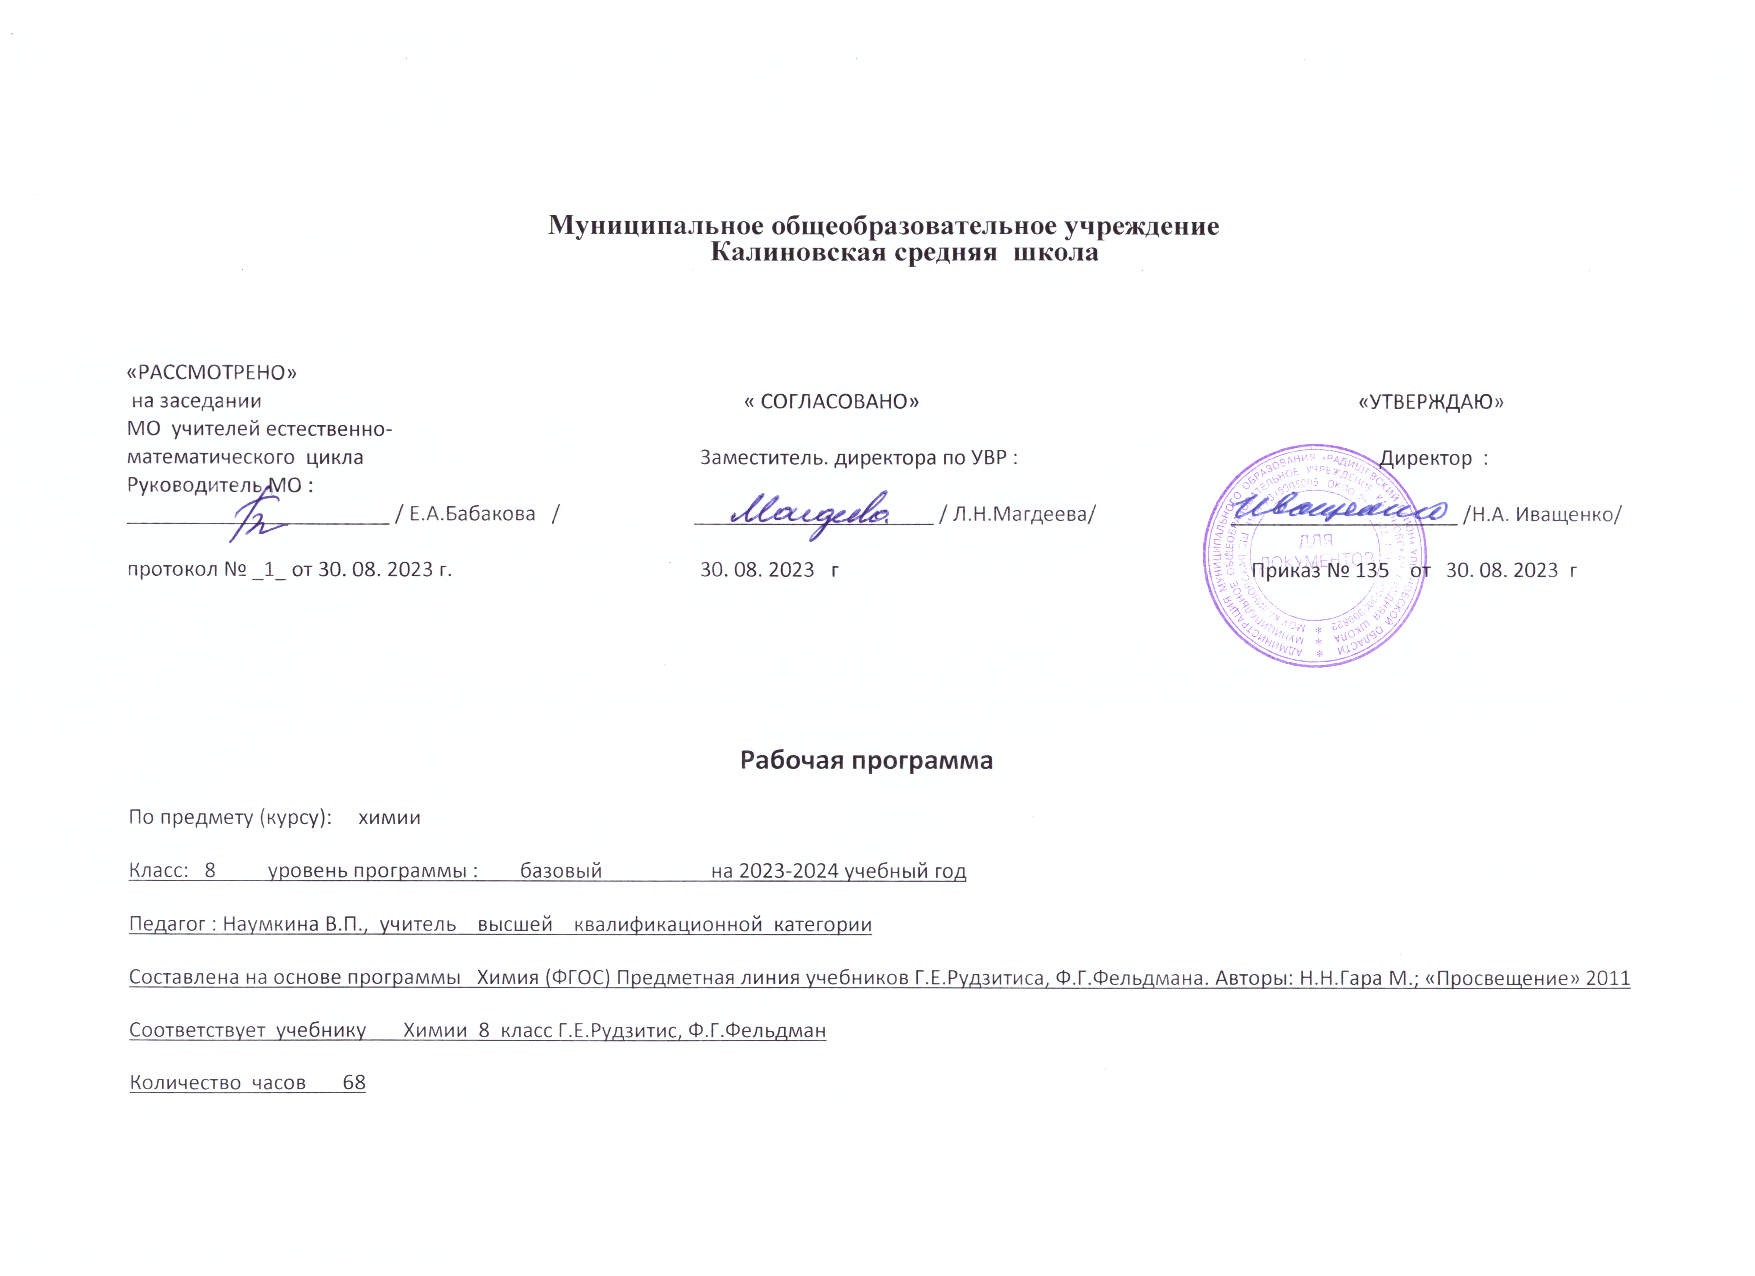 Муниципальное общеобразовательное учреждение
Калиновская средняя  школа
«РАССМОТРЕНО»
на заседании
МО  учителей естественно-
математического  цикла
Руководитель МО :
/ Е.А.Бабакова   /
протокол № _1_ от 30. 08. 2023 г.
« СОГЛАСОВАНО»
Заместитель. директора по УВР :
Магдеева / Л.Н.Магдеева/
30. 08. 2023   г
«УТВЕРЖДАЮ»
Директор  :
Иващенко /Н.А. Иващенко/
Приказ № 135    от   30. 08. 2023  г
ДЛЯ
ДОКУМЕНТОВ
Рабочая программа
По предмету (курсу):     химии
Класс:   8          уровень программы :        базовый                    на 2023-2024 учебный год
Педагог : Наумкина В.П.,  учитель    высшей    квалификационной  категории
Составлена на основе программы   Химия (ФГОС) Предметная линия учебников Г.Е.Рудзитиса, Ф.Г.Фельдмана. Авторы: Н.Н.Гара М.; «Просвещение» 2011
Соответствует  учебнику       Химии  8  класс Г.Е.Рудзитис, Ф.Г.Фельдман
Количество  часов       68